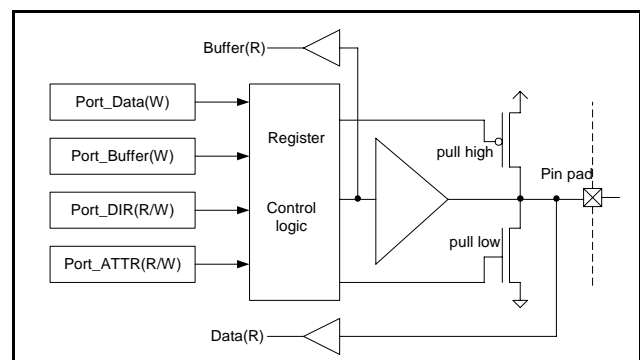 Buffer(R)
Port_Data(W)
Port_Buffer(W)
Port_DIR(R/W)
Port_ATTR(R/W)
Register
Control
logic
pull high
Pin pad
pull low
Data(R)